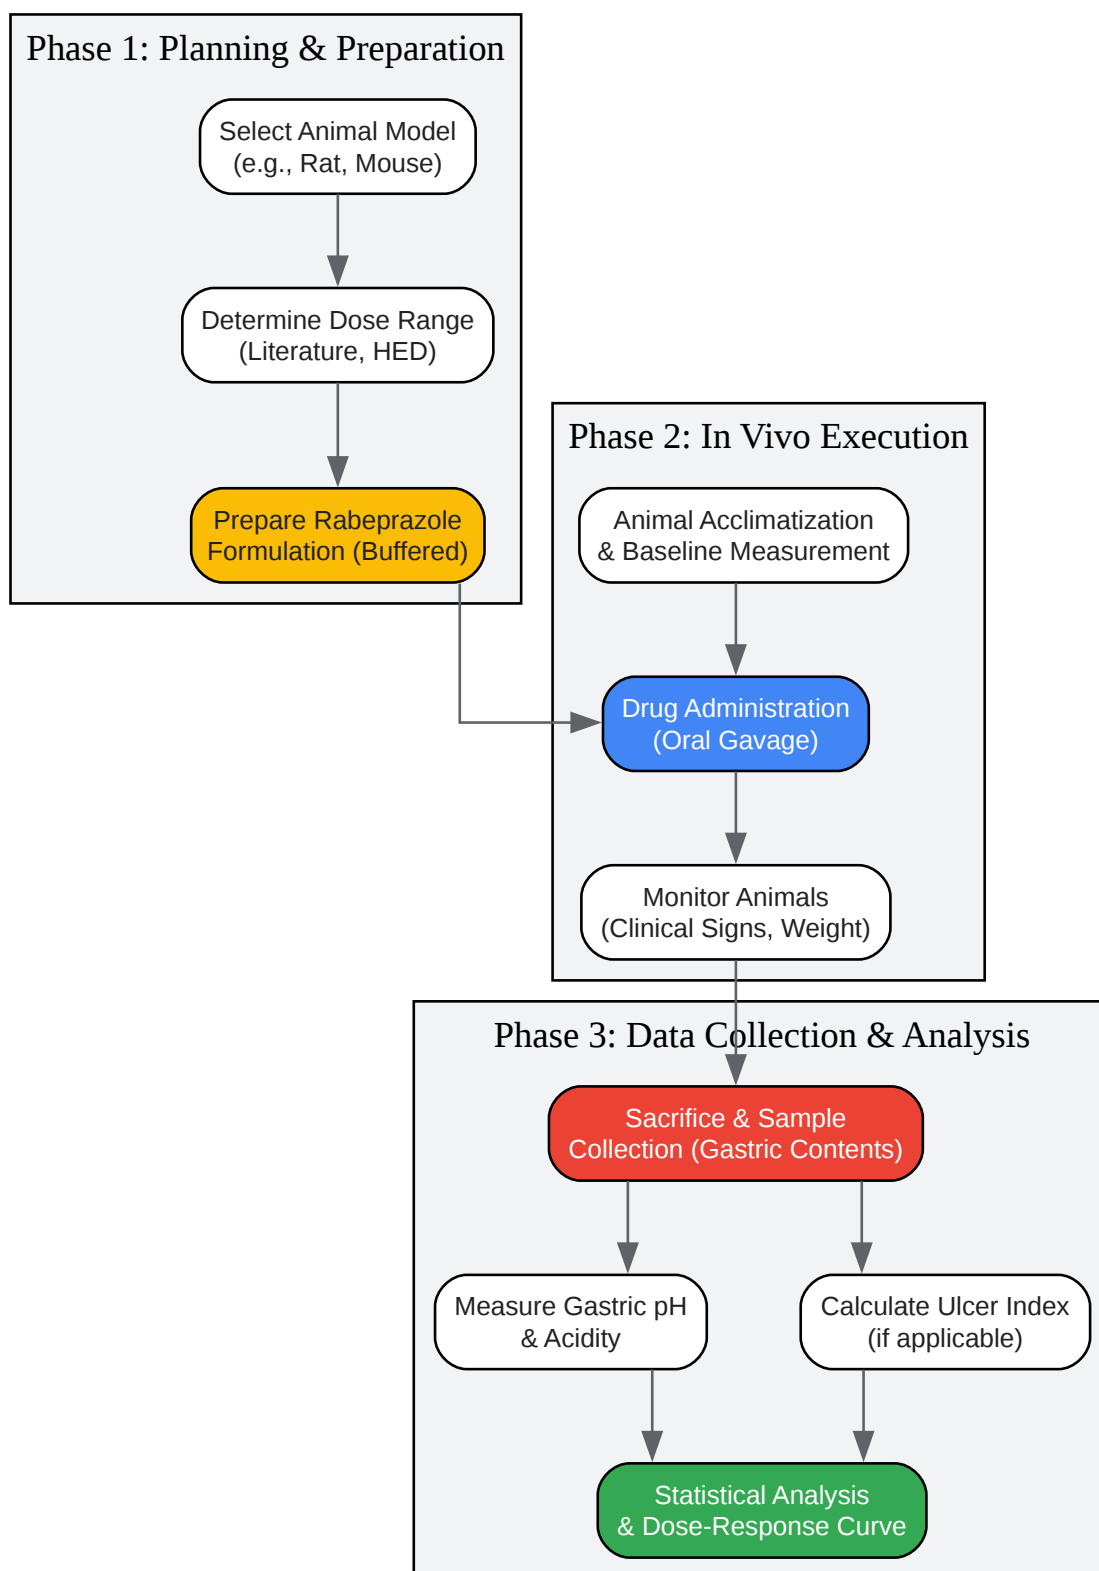 Phase 1: Planning & Preparation
Select Animal Model
(e.g., Rat, Mouse)
Determine Dose Range
(Literature, HED)
Prepare Rabeprazole
Formulation (Buffered)
Phase 2: In Vivo Execution
Animal Acclimatization
& Baseline Measurement
Drug Administration
(Oral Gavage)
Monitor Animals
(Clinical Signs, Weight)
Phase 3: Data Collection & Analysis
Sacrifice & Sample
Collection (Gastric Contents)
Measure Gastric pH
& Acidity
Calculate Ulcer Index
(if applicable)
Statistical Analysis
& Dose-Response Curve